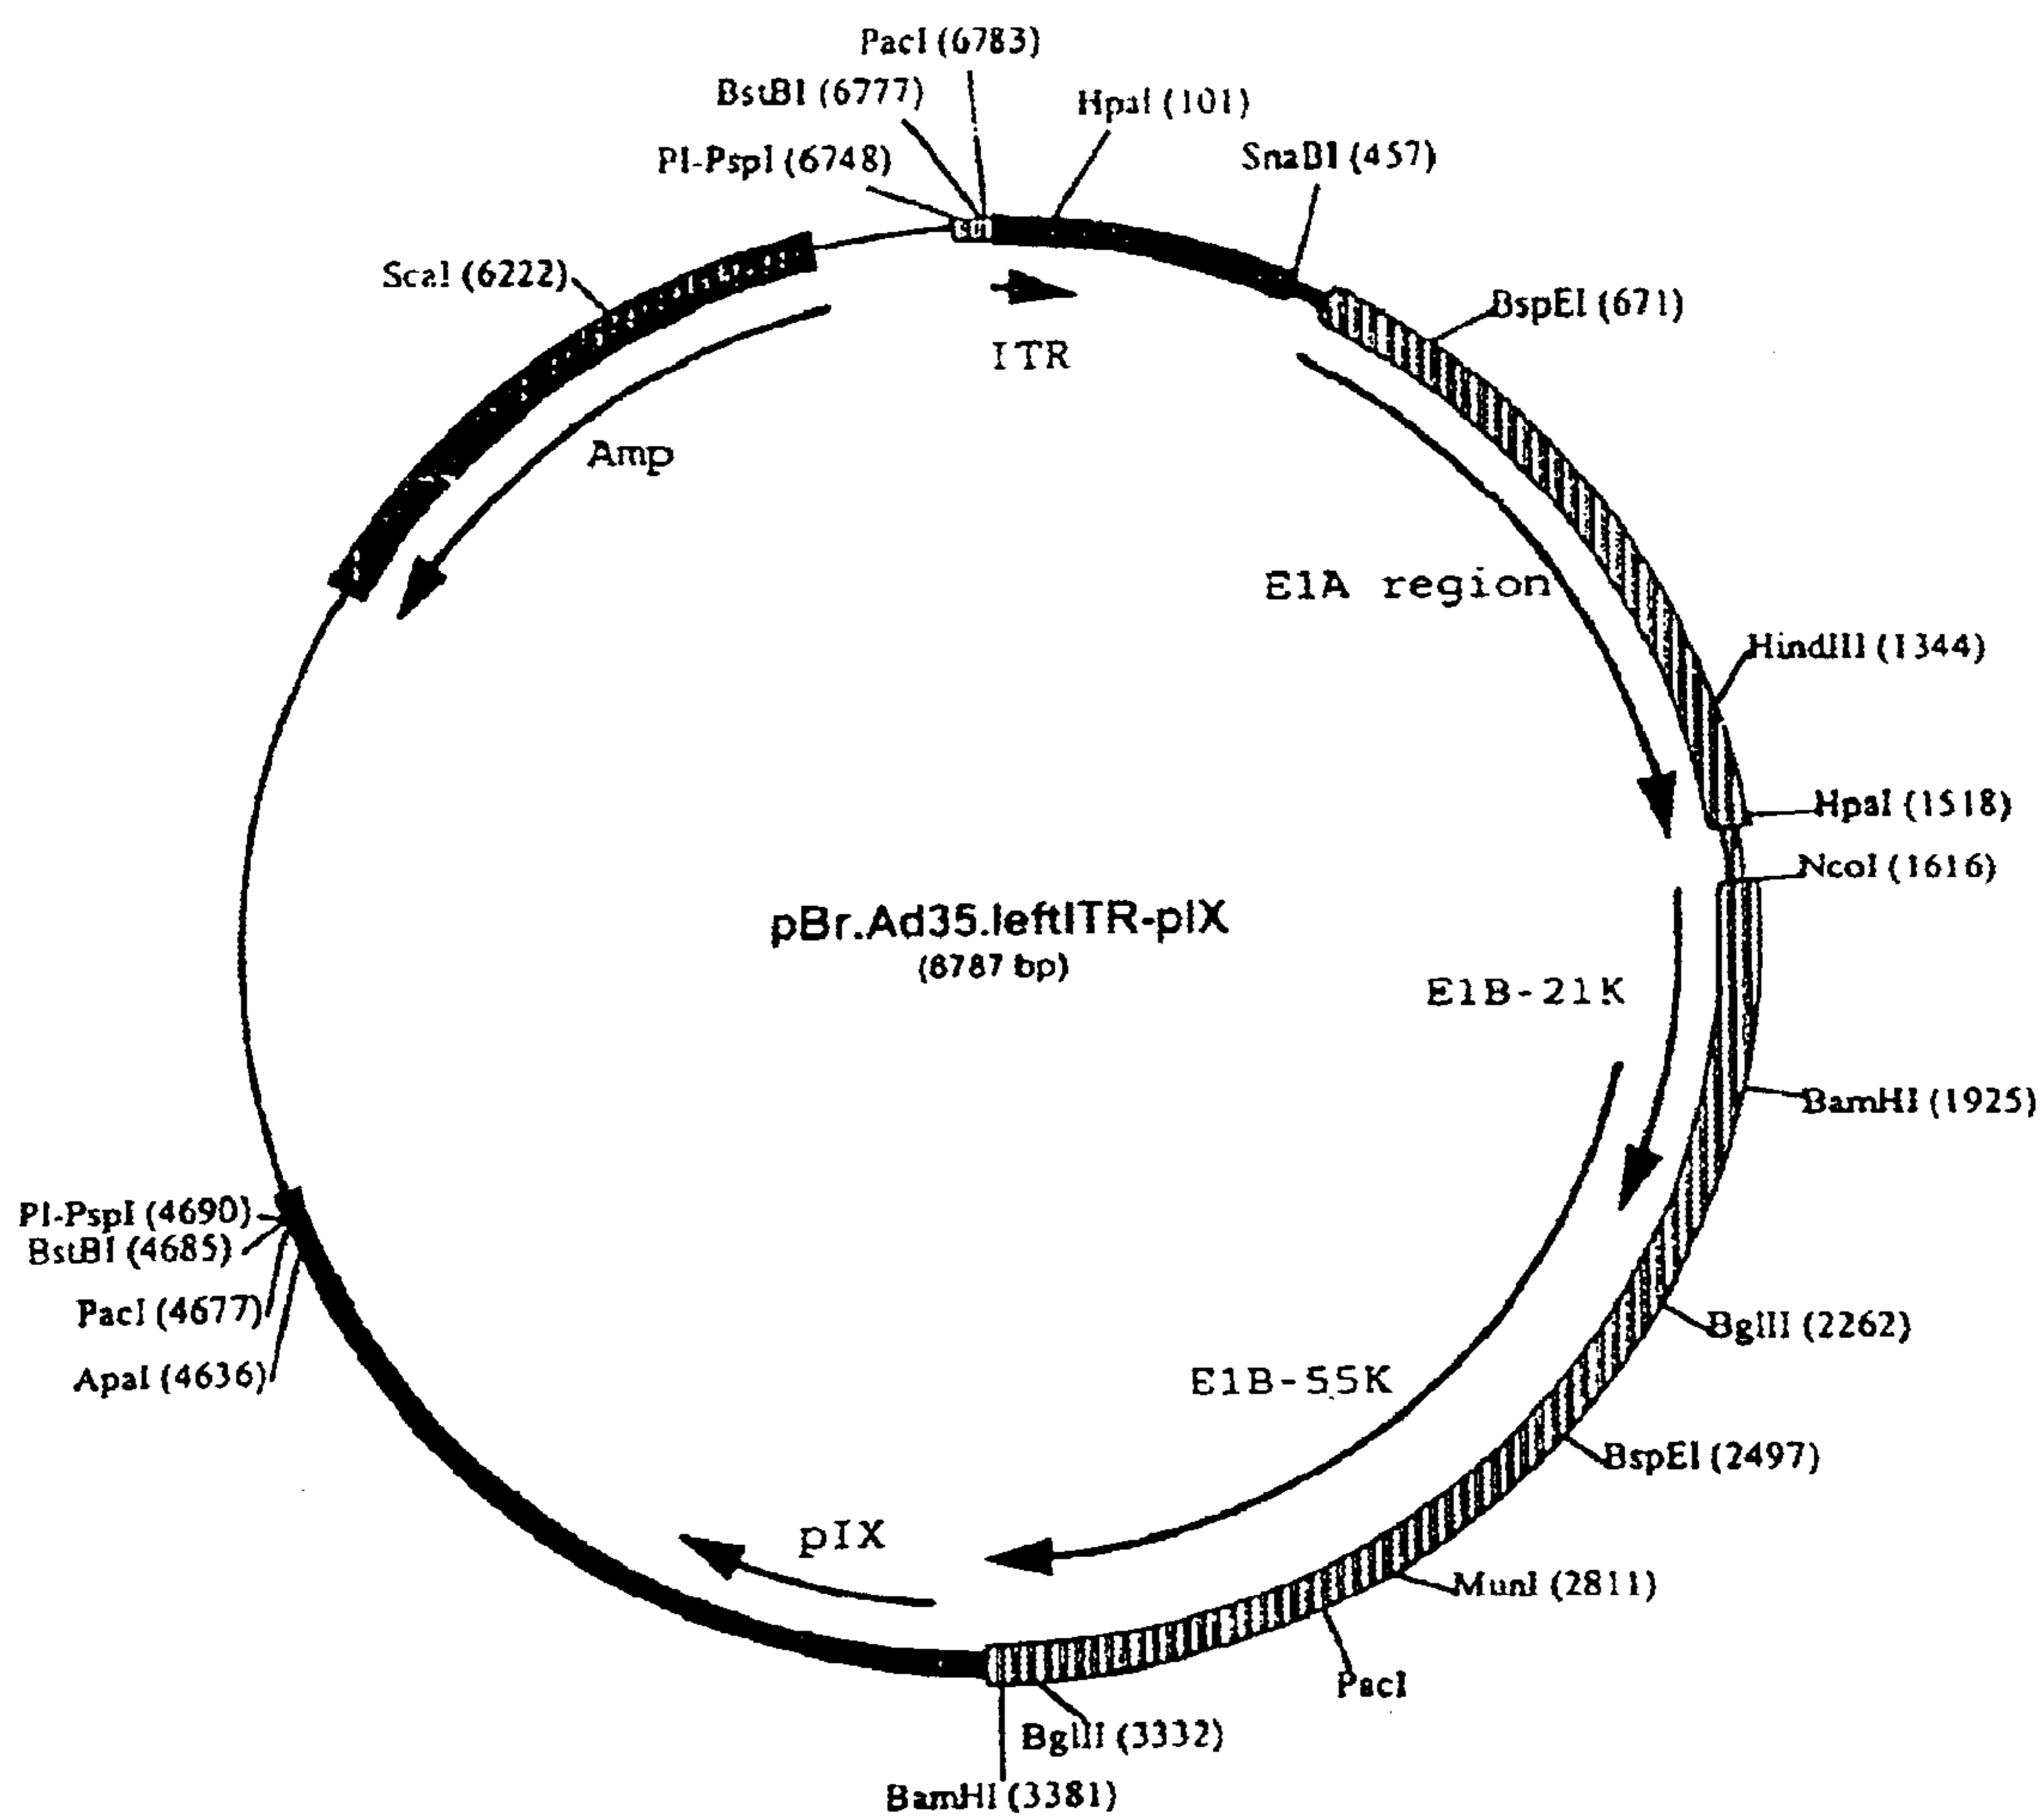 PacI (6783)
BstBI (6777)
HpaI (101)
PI-PspI (6748)
SnaBI (457)
ScaI (6222)
BspEI (671)
ITR
Amp
E1A region
HindIII (1344)
HpaI (1518)
NcoI (1616)
pBr.Ad35.leftITR-pIX
(6787 bp)
E1B-21K
BamHI (1925)
PI-PspI (4690)
BstBI (4685)
PacI (4677)
BglII (2262)
ApaI (4636)
E1B-55K
BspEI (2497)
pIX
MunI (2811)
PacI
BglII (3332)
BamHI (3381)